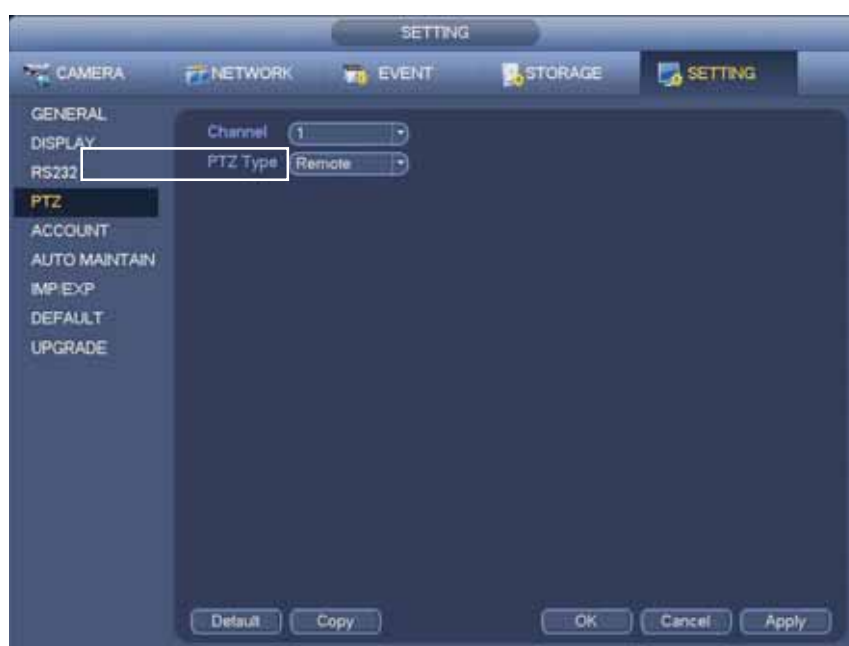 SETTING
CAMERA NETWORK EVENT STORAGE SETTING
GENERAL
DISPLAY
RS232
PTZ
ACCOUNT
AUTO MAINTAIN
IMP/EXP
DEFAULT
UPGRADE
Channel 1
PTZ Type Remote
Default Copy OK Cancel Apply